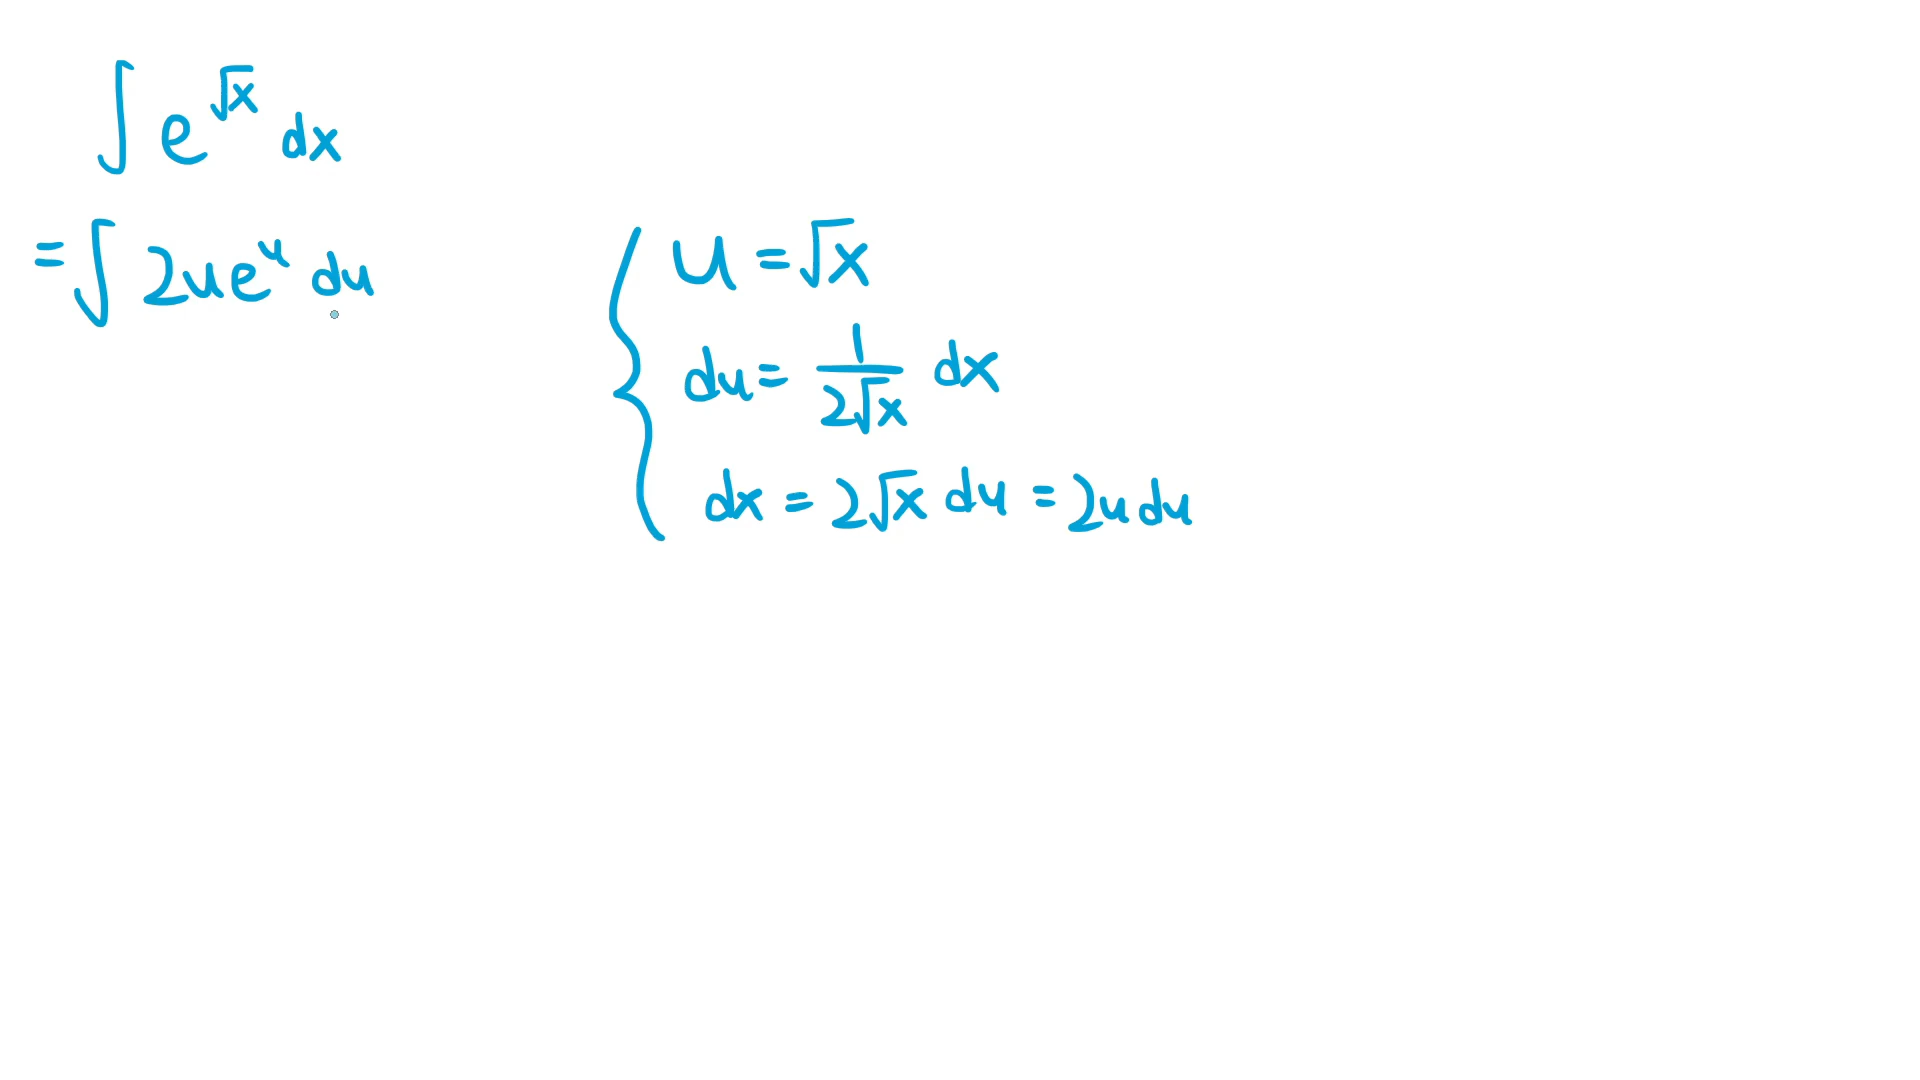 ∫ e^√x dx
= ∫ 2ue^u du
u = √x
du = 1/(2√x) dx
dx = 2√x du = 2u du